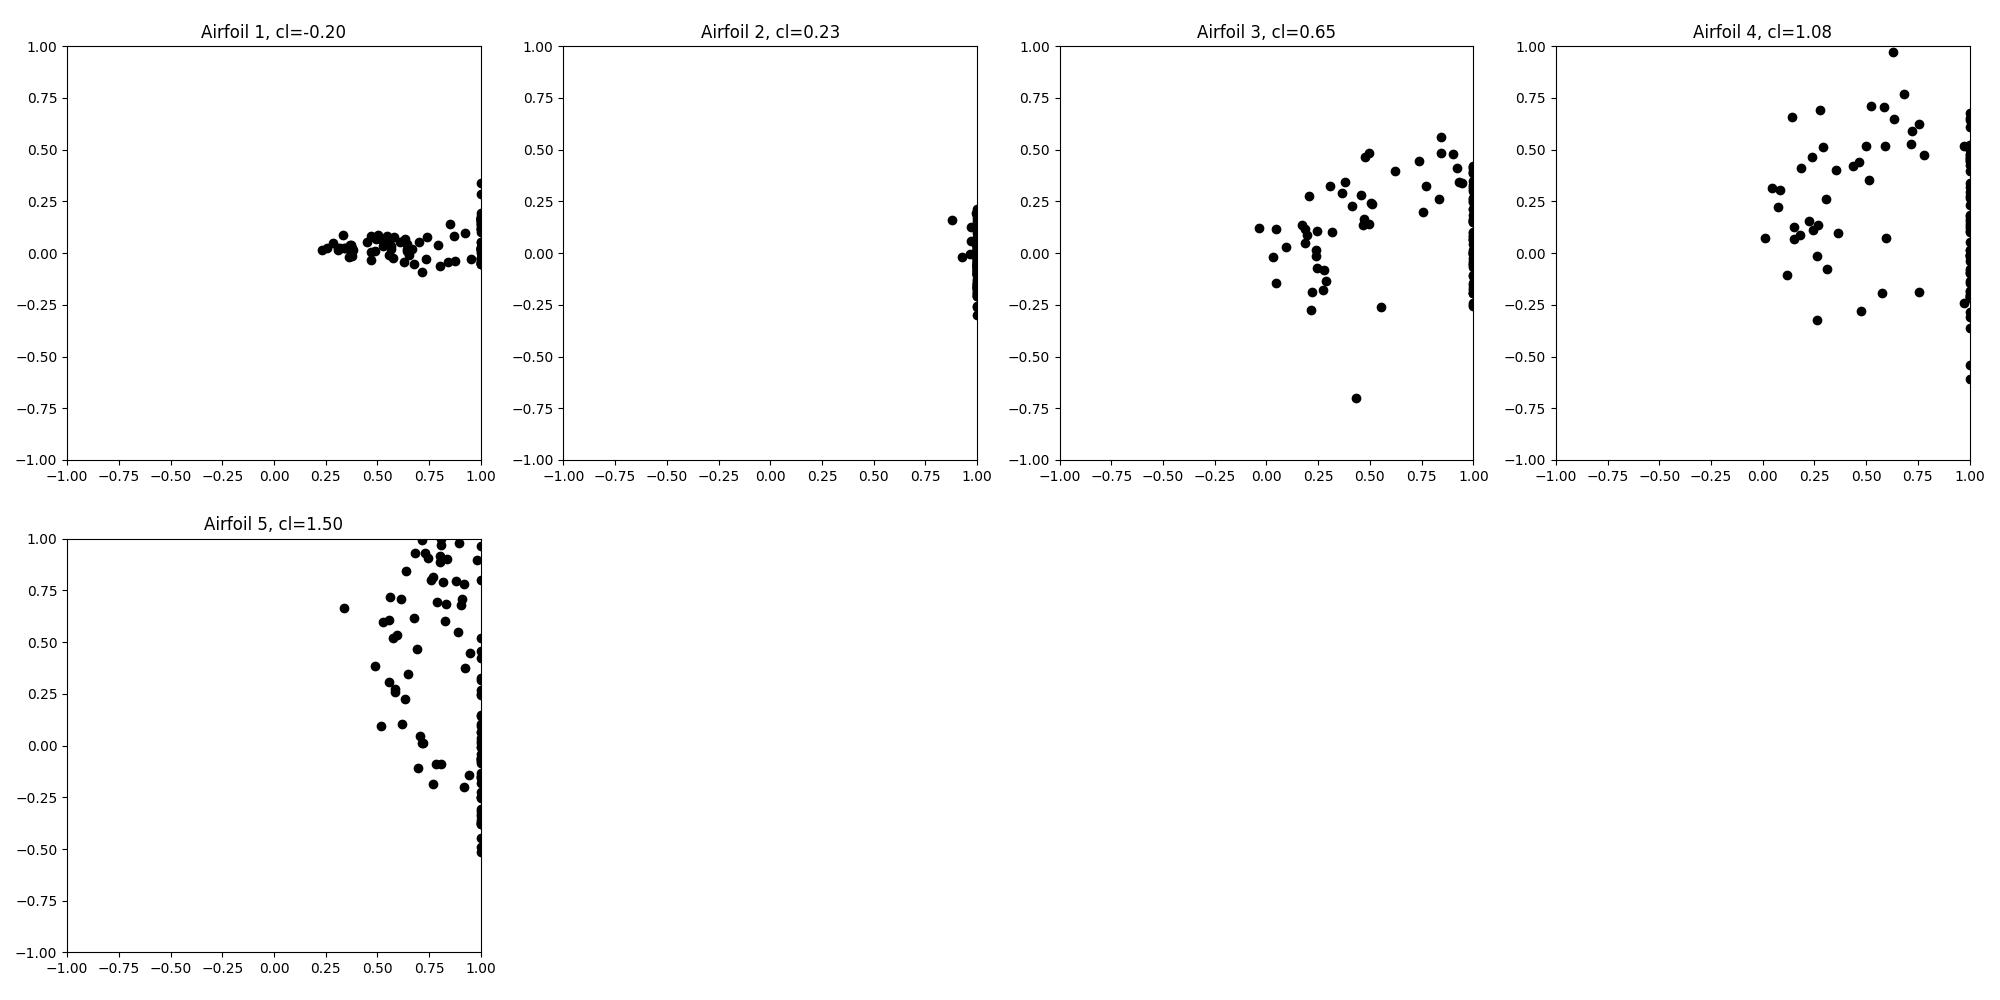 Airfoil 1, cl=-0.20
Airfoil 2, cl=0.23
Airfoil 3, cl=0.65
Airfoil 4, cl=1.08
1.00 1.00 1.00 1.00
0.75 0.75 0.75 0.75
0.50 0.50 0.50 0.50
0.25 0.25 0.25 0.25
0.00 0.00 0.00 0.00
−0.25 −0.25 −0.25 −0.25
−0.50 −0.50 −0.50 −0.50
−0.75 −0.75 −0.75 −0.75
−1.00 −1.00 −1.00 −1.00
−1.00 −0.75 −0.50 −0.25 0.00 0.25 0.50 0.75 1.00
−1.00 −0.75 −0.50 −0.25 0.00 0.25 0.50 0.75 1.00
−1.00 −0.75 −0.50 −0.25 0.00 0.25 0.50 0.75 1.00
−1.00 −0.75 −0.50 −0.25 0.00 0.25 0.50 0.75 1.00
Airfoil 5, cl=1.50
1.00
0.75
0.50
0.25
0.00
−0.25
−0.50
−0.75
−1.00
−1.00 −0.75 −0.50 −0.25 0.00 0.25 0.50 0.75 1.00